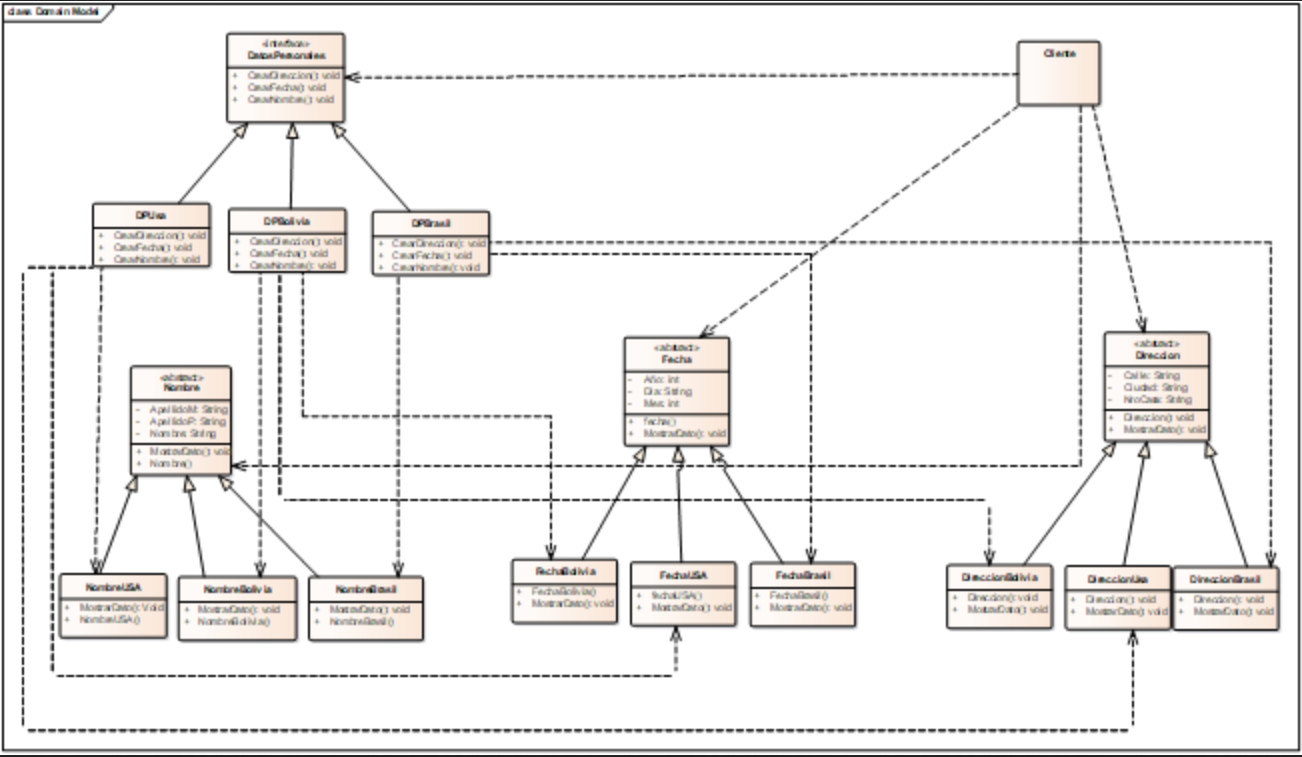 class Domain Model
«interface»
DatosPersonales
+ CrearDireccion(): void
+ CrearFecha(): void
+ CrearNombre(): void
Cliente
DPUsa
+ CrearDireccion(): void
+ CrearFecha(): void
+ CrearNombre(): void
DPBolivia
+ CrearDireccion(): void
+ CrearFecha(): void
+ CrearNombre(): void
DPBrasil
+ CrearDireccion(): void
+ CrearFecha(): void
+ CrearNombre(): void
«abstract»
Nombre
- ApellidoM: String
- ApellidoP: String
- Nombre: String
+ MostrarDato(): void
+ Nombre()
«abstract»
Fecha
- Año: int
- Dia: String
- Mes: int
+ fecha()
+ MostrarDato(): void
«abstract»
Direccion
- Calle: String
- Ciudad: String
- NroCasa: String
+ Direccion(): void
+ MostrarDato(): void
NombreUSA
+ MostrarDato(): Void
+ NombreUSA()
NombreBolivia
+ MostrarDato(): void
+ NombreBolivia()
NombreBrasil
+ MostrarDato(): void
+ NombreBrasil()
FechaBolivia
+ FechaBolivia()
+ MostrarDato(): void
FechaUSA
+ fechaUSA()
+ MostrarDato(): void
FechaBrasil
+ FechaBrasil()
+ MostrarDato(): void
DireccionBolivia
+ Direccion(): void
+ MostrarDato(): void
DireccionUsa
+ Direccion(): void
+ MostrarDato(): void
DireccionBrasil
+ Direccion(): void
+ MostrarDato(): void